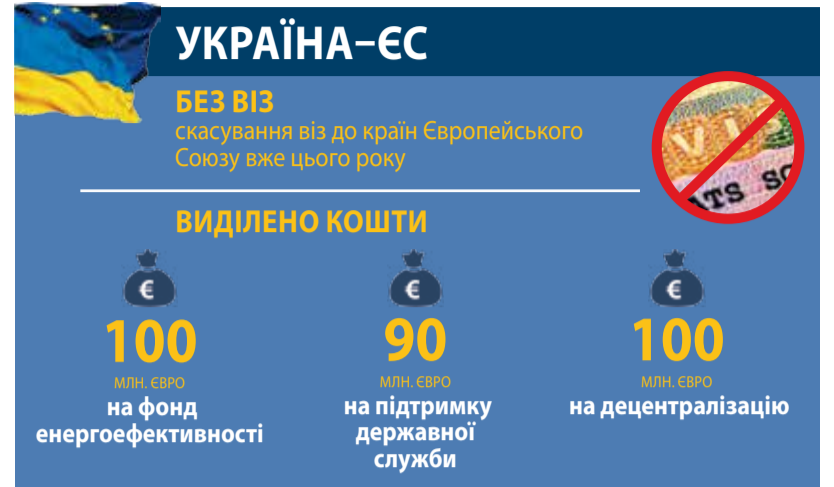 УКРАЇНА–ЄС
БЕЗ ВІЗ
скасування віз до країн Європейського
Союзу вже цього року
ВИДІЛЕНО КОШТИ
€
€
€
100
90
100
МЛН. ЄВРО
МЛН. ЄВРО
МЛН. ЄВРО
на фонд
енергоефективності
на підтримку
державної
служби
на децентралізацію